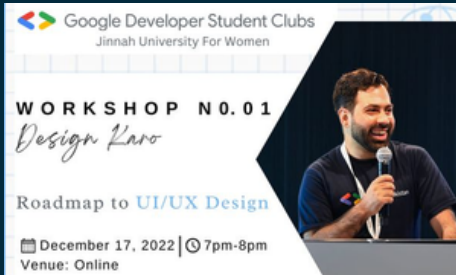 Google Developer Student Clubs
Jinnah University For Women
WORKSHOP NO.01
Design Karo
Roadmap to UI/UX Design
December 17, 2022 | 7pm-8pm
Venue: Online